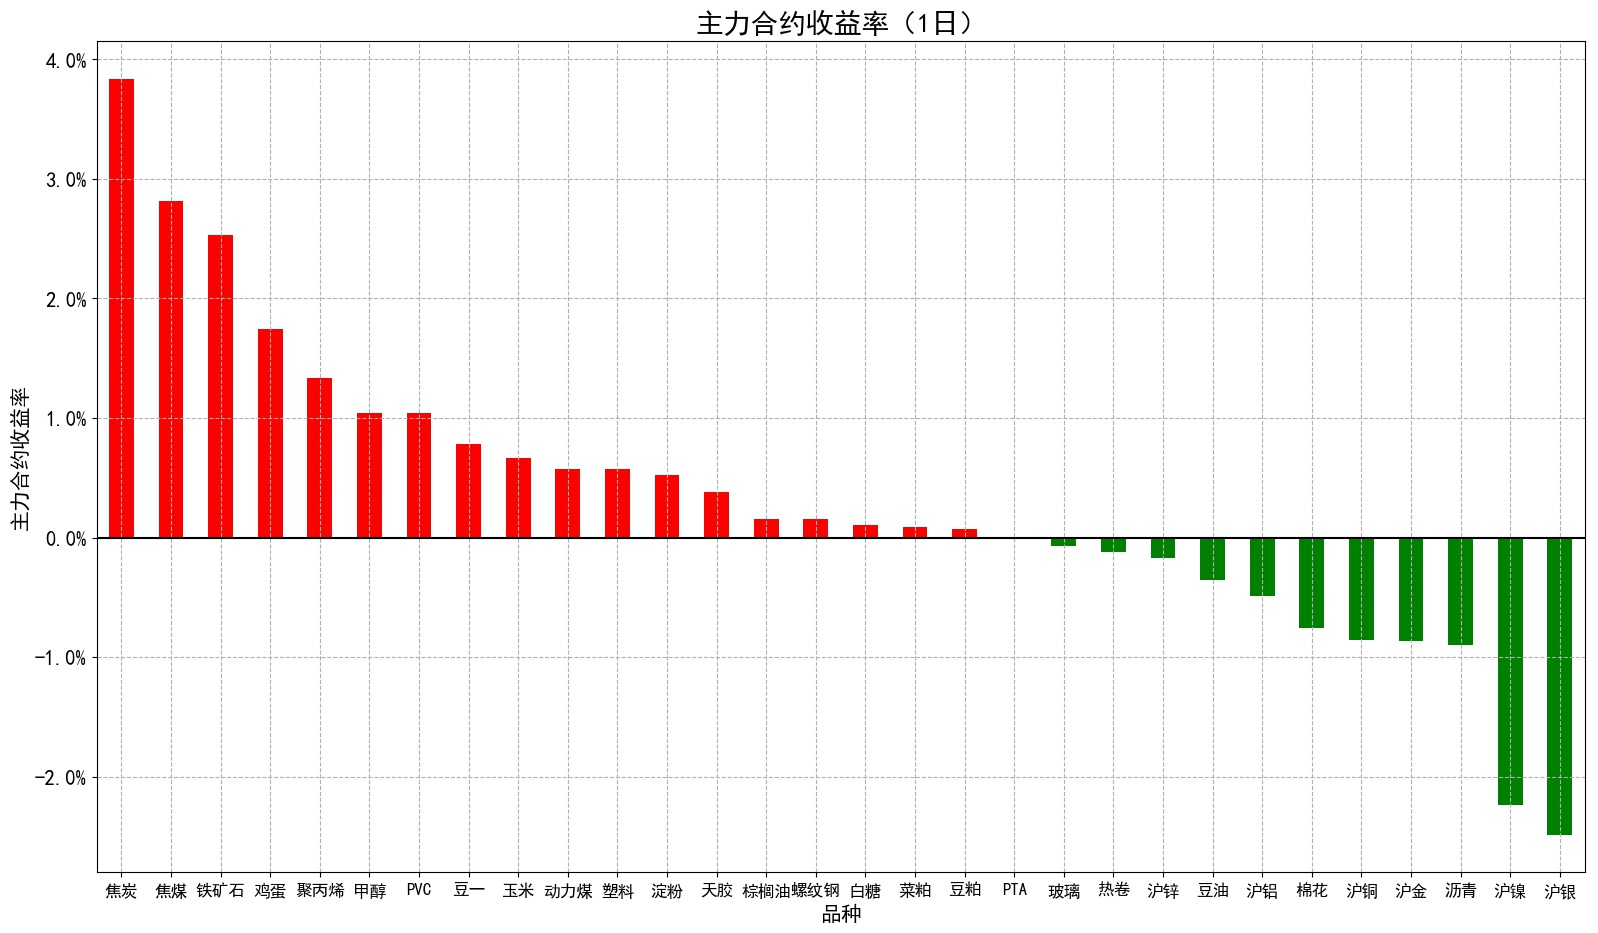 主力合约收益率（1日）
4.0%
3.0%
2.0%
1.0%
0.0%
−1.0%
−2.0%
主力合约收益率
焦炭 焦煤 铁矿石 鸡蛋 聚丙烯 甲醇 PVC 豆一 玉米 动力煤 塑料 淀粉 天胶 棕榈油 螺纹钢 白糖 菜粕 豆粕 PTA 玻璃 热卷 沪锌 豆油 沪铝 棉花 沪铜 沪金 沥青 沪镍 沪银
品种